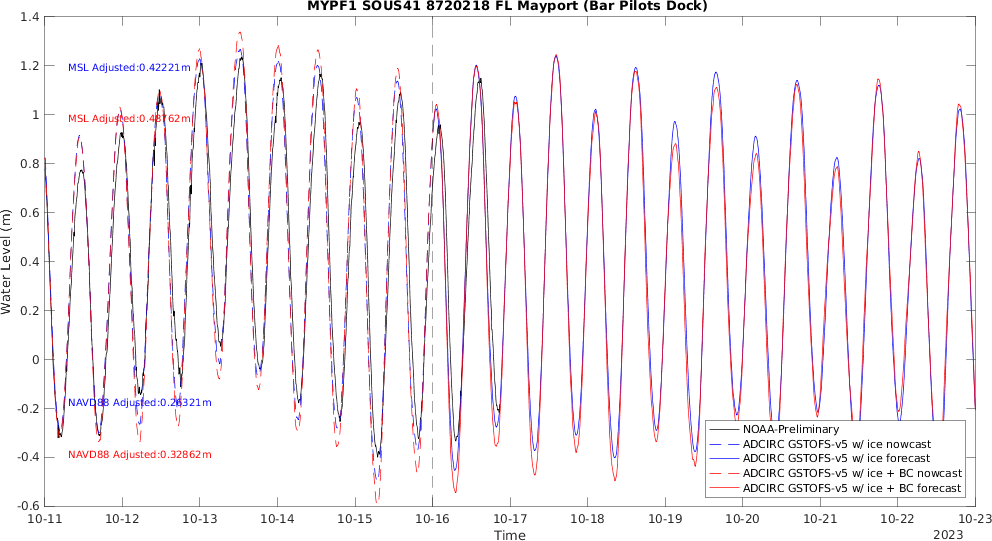 MYPF1 SOUS41 8720218 FL Mayport (Bar Pilots Dock)
1.4
1.2
1
0.8
0.6
0.4
0.2
0
-0.2
-0.4
-0.6
Water Level (m)
MSL Adjusted:0.42221m
MSL Adjusted:0.48762m
NAVD88 Adjusted:0.26321m
NAVD88 Adjusted:0.32862m
NOAA-Preliminary
ADCIRC GSTOFS-v5 w/ ice nowcast
ADCIRC GSTOFS-v5 w/ ice forecast
ADCIRC GSTOFS-v5 w/ ice + BC nowcast
ADCIRC GSTOFS-v5 w/ ice + BC forecast
10-11 10-12 10-13 10-14 10-15 10-16 10-17 10-18 10-19 10-20 10-21 10-22 10-23
Time
2023